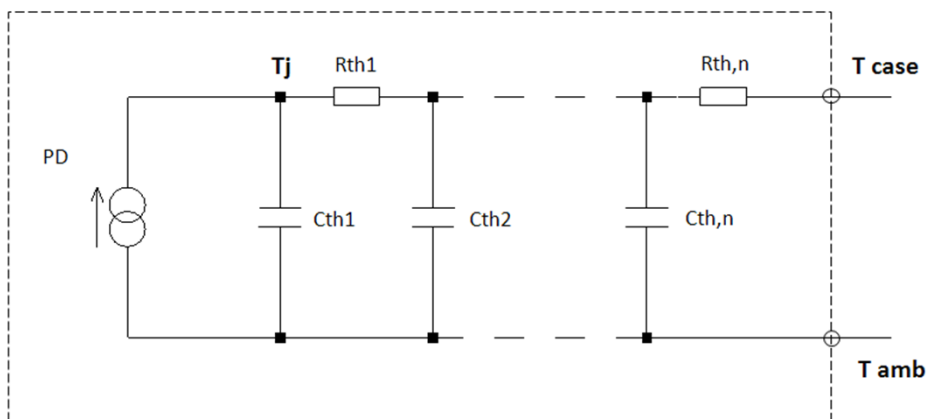 Tj
Rth1
Rth,n
T case
PD
Cth1
Cth2
Cth,n
T amb